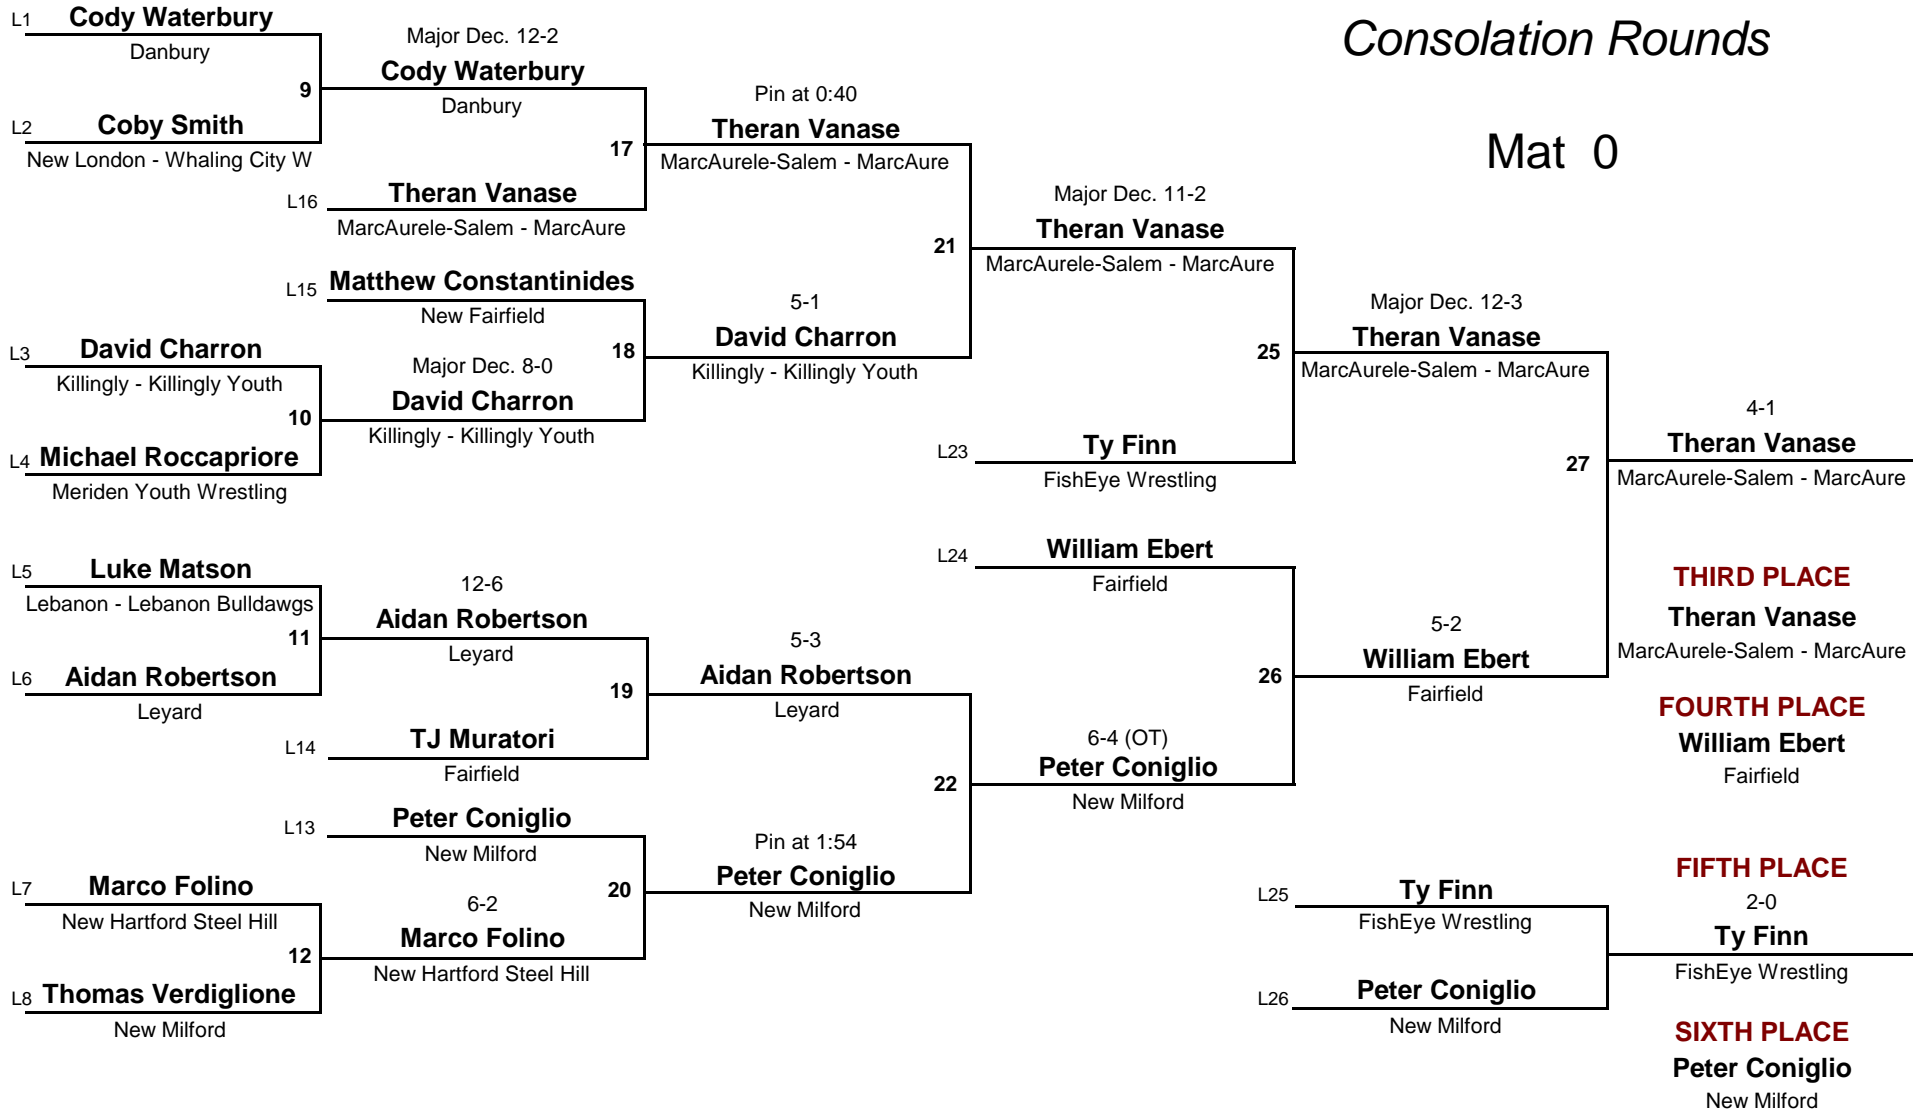 Consolation Rounds
Mat 0
L1 Cody Waterbury
Danbury
9
L2 Coby Smith
New London - Whaling City W
Major Dec. 12-2
Cody Waterbury
Danbury
17
L16 Theran Vanase
MarcAurele-Salem - MarcAure
Pin at 0:40
Theran Vanase
MarcAurele-Salem - MarcAure
21
L15 Matthew Constantinides
New Fairfield
18
L3 David Charron
Killingly - Killingly Youth
10
L4 Michael Roccapriore
Meriden Youth Wrestling
Major Dec. 8-0
David Charron
Killingly - Killingly Youth
5-1
David Charron
Killingly - Killingly Youth
Major Dec. 11-2
Theran Vanase
MarcAurele-Salem - MarcAure
25
L23 Ty Finn
FishEye Wrestling
Major Dec. 12-3
Theran Vanase
MarcAurele-Salem - MarcAure
27
4-1
Theran Vanase
MarcAurele-Salem - MarcAure
L5 Luke Matson
Lebanon - Lebanon Bulldawgs
11
L6 Aidan Robertson
Leyard
12-6
Aidan Robertson
Leyard
19
L14 TJ Muratori
Fairfield
5-3
Aidan Robertson
Leyard
22
L13 Peter Coniglio
New Milford
20
L7 Marco Folino
New Hartford Steel Hill
12
L8 Thomas Verdiglione
New Milford
6-2
Marco Folino
New Hartford Steel Hill
Pin at 1:54
Peter Coniglio
New Milford
L24 William Ebert
Fairfield
26
6-4 (OT)
Peter Coniglio
New Milford
5-2
William Ebert
Fairfield
THIRD PLACE
Theran Vanase
MarcAurele-Salem - MarcAure
FOURTH PLACE
William Ebert
Fairfield
L25 Ty Finn
FishEye Wrestling
L26 Peter Coniglio
New Milford
FIFTH PLACE
2-0
Ty Finn
FishEye Wrestling
SIXTH PLACE
Peter Coniglio
New Milford